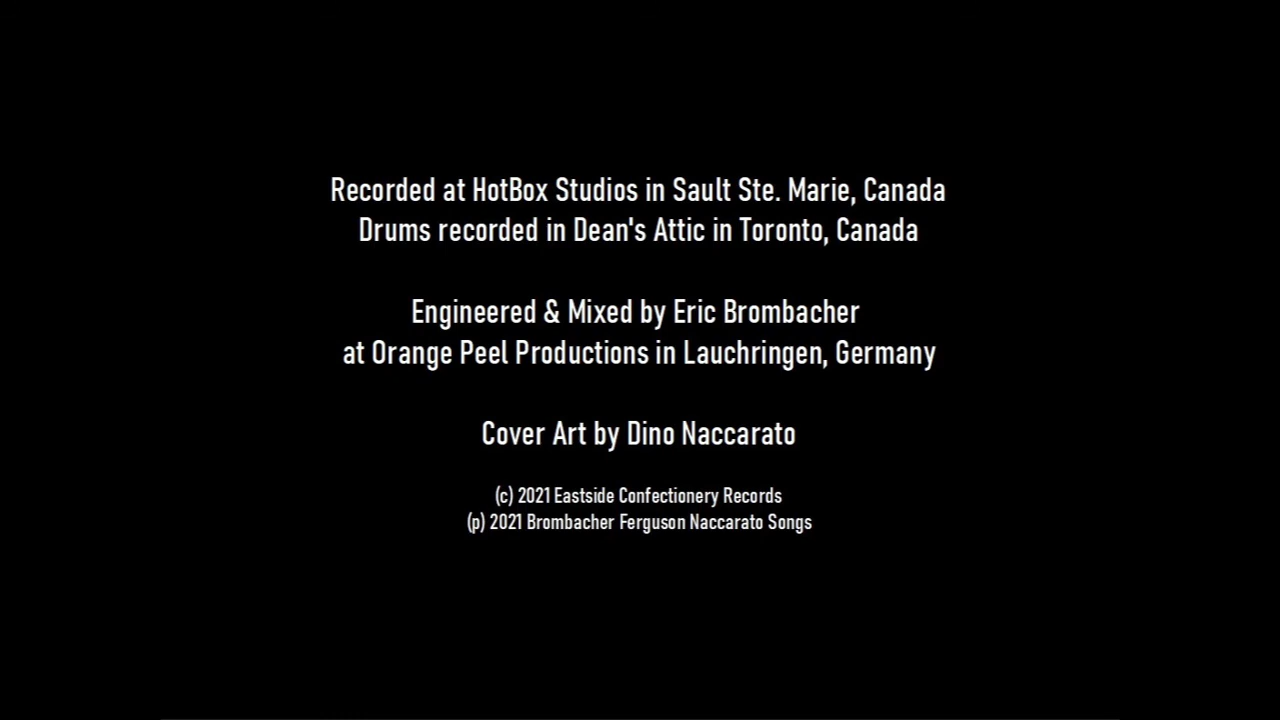 Recorded at HotBox Studios in Sault Ste. Marie, Canada
Drums recorded in Dean's Attic in Toronto, Canada
Engineered & Mixed by Eric Brombacher
at Orange Peel Productions in Lauchringen, Germany
Cover Art by Dino Naccarato
(c) 2021 Eastside Confectionery Records
(p) 2021 Brombacher Ferguson Naccarato Songs